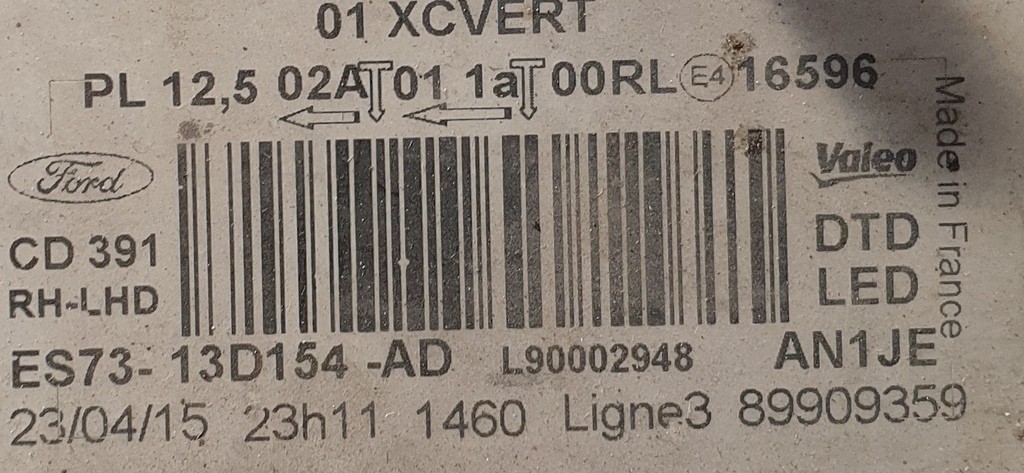 01 XCVERT
PL 12,5 02A 01 1a 00RL E4 16596
Made in France
Ford
Valeo
CD 391
DTD
RH-LHD
LED
ES73- 13D154 -AD L90002948 AN1JE
23/04/15 23h11 1460 Ligne3 89909359